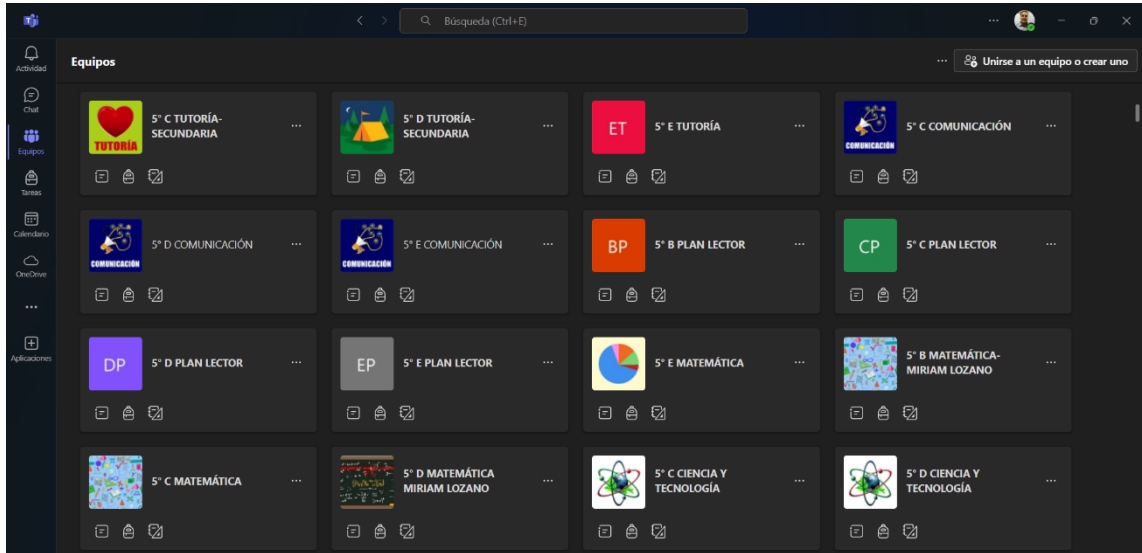 Búsqueda (Ctrl+E)
Actividad
Chat
Equipos
Tareas
Calendario
OneDrive
Aplicaciones
Equipos
Unirse a un equipo o crear uno
TUTORÍA
5° C TUTORÍA-
SECUNDARIA
5° D TUTORÍA-
SECUNDARIA
ET
5° E TUTORÍA
COMUNICACIÓN
5° C COMUNICACIÓN
COMUNICACIÓN
5° D COMUNICACIÓN
COMUNICACIÓN
5° E COMUNICACIÓN
BP
5° B PLAN LECTOR
CP
5° C PLAN LECTOR
DP
5° D PLAN LECTOR
EP
5° E PLAN LECTOR
5° E MATEMÁTICA
5° B MATEMÁTICA-
MIRIAM LOZANO
5° C MATEMÁTICA
5° D MATEMÁTICA
MIRIAM LOZANO
5° C CIENCIA Y
TECNOLOGÍA
5° D CIENCIA Y
TECNOLOGÍA